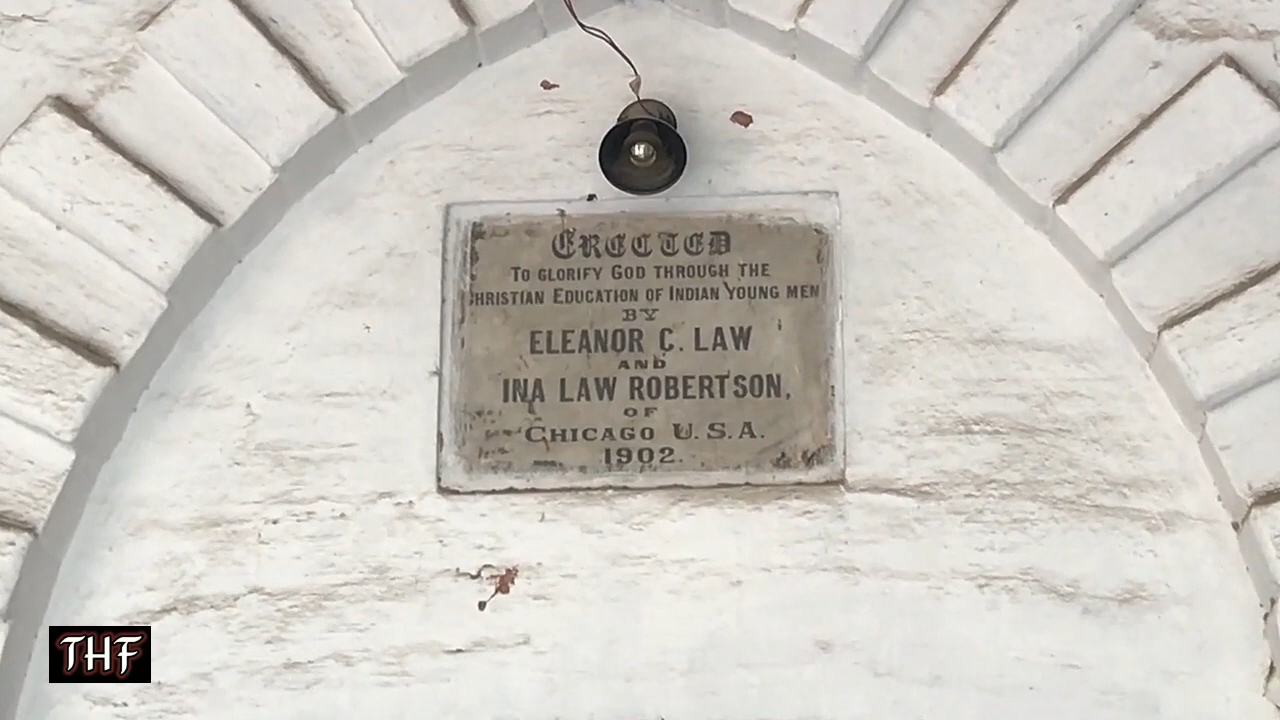 ERECTED
TO GLORIFY GOD THROUGH THE
CHRISTIAN EDUCATION OF INDIAN YOUNG MEN
BY
ELEANOR C. LAW
AND
INA LAW ROBERTSON,
OF
CHICAGO U.S.A.
1902.
THF